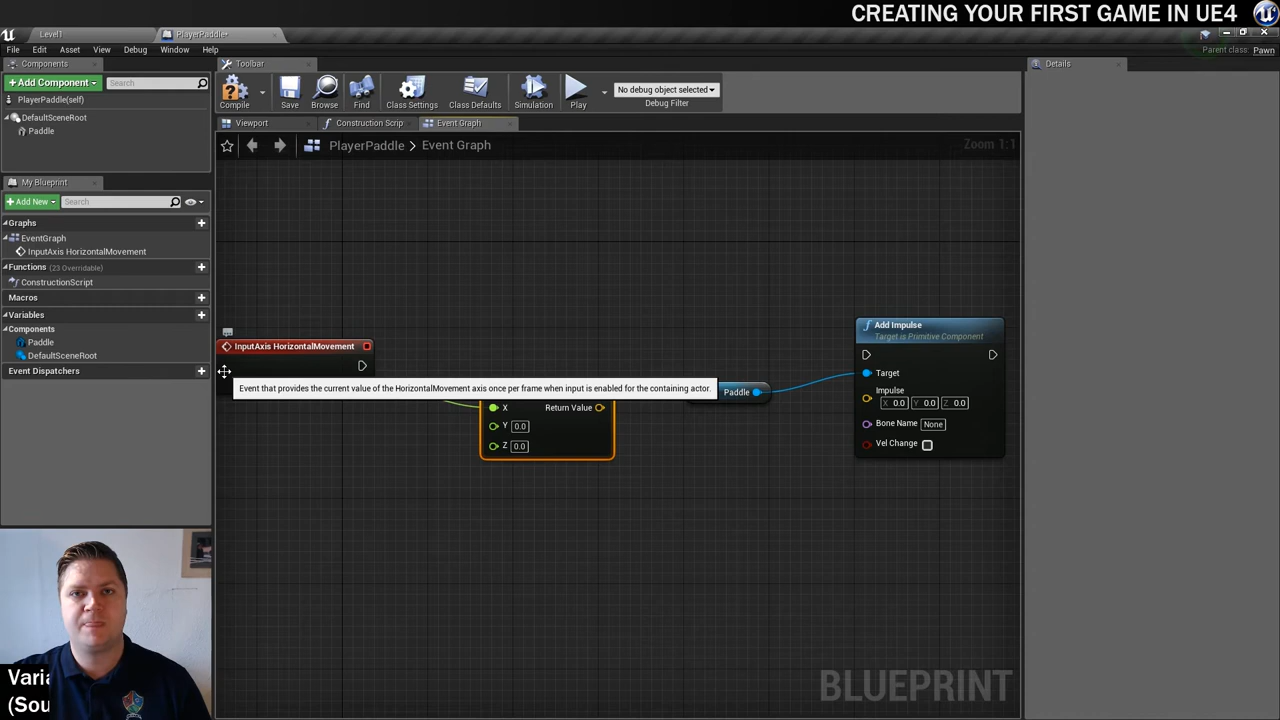 CREATING YOUR FIRST GAME IN UE4
Level1
PlayerPaddle*
File Edit Asset View Debug Window Help
Parent class: Pawn
Components
Toolbar
Details
+Add Component
Search
PlayerPaddle(self)
DefaultSceneRoot
Paddle
Compile
Save
Browse
Find
Class Settings
Class Defaults
Simulation
Play
No debug object selected
Debug Filter
Viewport
Construction Scrip
Event Graph
PlayerPaddle > Event Graph
Zoom 1:1
My Blueprint
+Add New
Search
Graphs
EventGraph
InputAxis HorizontalMovement
Functions (23 Overridable)
ConstructionScript
Macros
Variables
Components
Paddle
DefaultSceneRoot
Event Dispatchers
InputAxis HorizontalMovement
Event that provides the current value of the HorizontalMovement axis once per frame when input is enabled for the containing actor.
X
Return Value
Y 0.0
Z 0.0
Paddle
Add Impulse
Target is Primitive Component
Target
Impulse
X 0.0 Y 0.0 Z 0.0
Bone Name None
Vel Change
BLUEPRINT
Varia
(Sou